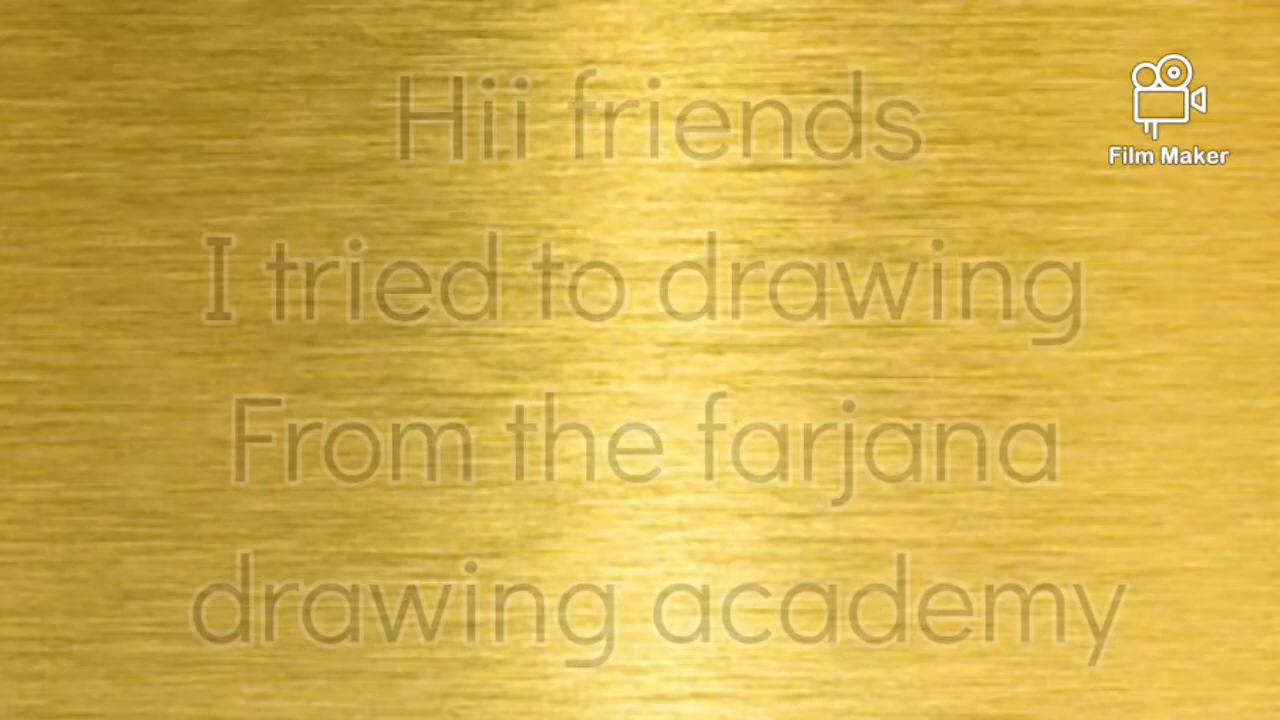 Hii friends
Film Maker
I tried to drawing
From the farjana
drawing academy